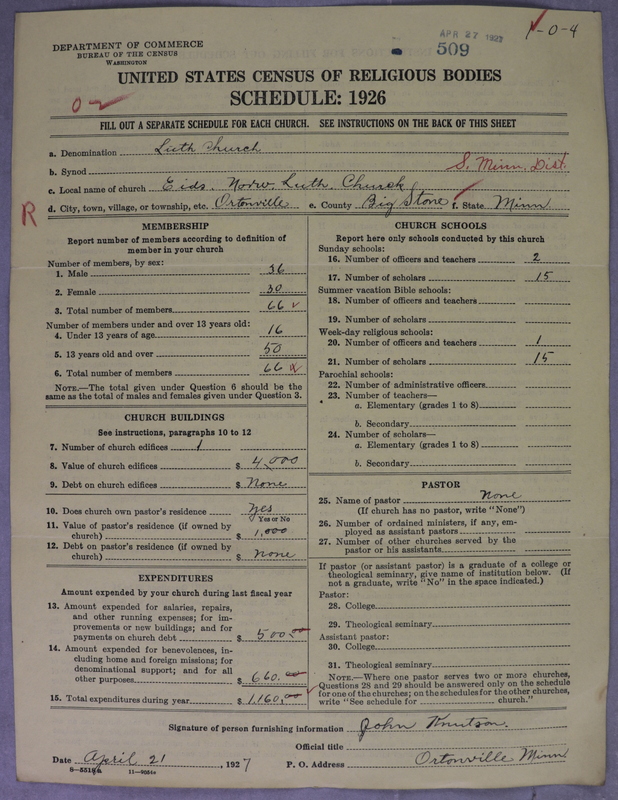 APR 27 1927
509
1-0-4
DEPARTMENT OF COMMERCE
BUREAU OF THE CENSUS
WASHINGTON
UNITED STATES CENSUS OF RELIGIOUS BODIES
SCHEDULE: 1926
FILL OUT A SEPARATE SCHEDULE FOR EACH CHURCH. SEE INSTRUCTIONS ON THE BACK OF THIS SHEET
a. Denomination Luth Church
b. Synod S. Minn. Dist.
c. Local name of church Eids. Norw. Luth. Church
d. City, town, village, or township, etc. Ortonville e. County Big Stone f. State Minn
R
MEMBERSHIP
Report number of members according to definition of
member in your church
Number of members, by sex:
1. Male 36
2. Female 30
3. Total number of members 66
Number of members under and over 13 years old:
4. Under 13 years of age 16
5. 13 years old and over 50
6. Total number of members 66
NOTE.—The total given under Question 6 should be the
same as the total of males and females given under Question 3.
CHURCH BUILDINGS
See instructions, paragraphs 10 to 12
7. Number of church edifices 1
8. Value of church edifices $ 4,000
9. Debt on church edifices $ None
10. Does church own pastor's residence yes
Yes or No
11. Value of pastor's residence (if owned by
church) $ 1,000
12. Debt on pastor's residence (if owned by
church) $ none
EXPENDITURES
Amount expended by your church during last fiscal year
13. Amount expended for salaries, repairs,
and other running expenses; for im-
provements or new buildings; and for
payments on church debt $ 500.00
14. Amount expended for benevolences, in-
cluding home and foreign missions; for
denominational support; and for all
other purposes $ 660.00
15. Total expenditures during year $ 1,160.00
CHURCH SCHOOLS
Report here only schools conducted by this church
Sunday schools:
16. Number of officers and teachers 2
17. Number of scholars 15
Summer vacation Bible schools:
18. Number of officers and teachers
19. Number of scholars
Week-day religious schools:
20. Number of officers and teachers 1
21. Number of scholars 15
Parochial schools:
22. Number of administrative officers
23. Number of teachers—
a. Elementary (grades 1 to 8)
b. Secondary
24. Number of scholars—
a. Elementary (grades 1 to 8)
b. Secondary
PASTOR
25. Name of pastor None
(If church has no pastor, write "None")
26. Number of ordained ministers, if any, em-
ployed as assistant pastors
27. Number of other churches served by the
pastor or his assistants
If pastor (or assistant pastor) is a graduate of a college or
theological seminary, give name of institution below. (If
not a graduate, write "No" in the space indicated.)
Pastor:
28. College
29. Theological seminary
Assistant pastor:
30. College
31. Theological seminary
NOTE.—Where one pastor serves two or more churches,
Questions 28 and 29 should be answered only on the schedule
for one of the churches; on the schedules for the other churches,
write "See schedule for church."
Signature of person furnishing information John Knutson.
Official title
Date April 21, 1927 P. O. Address Ortonville Minn